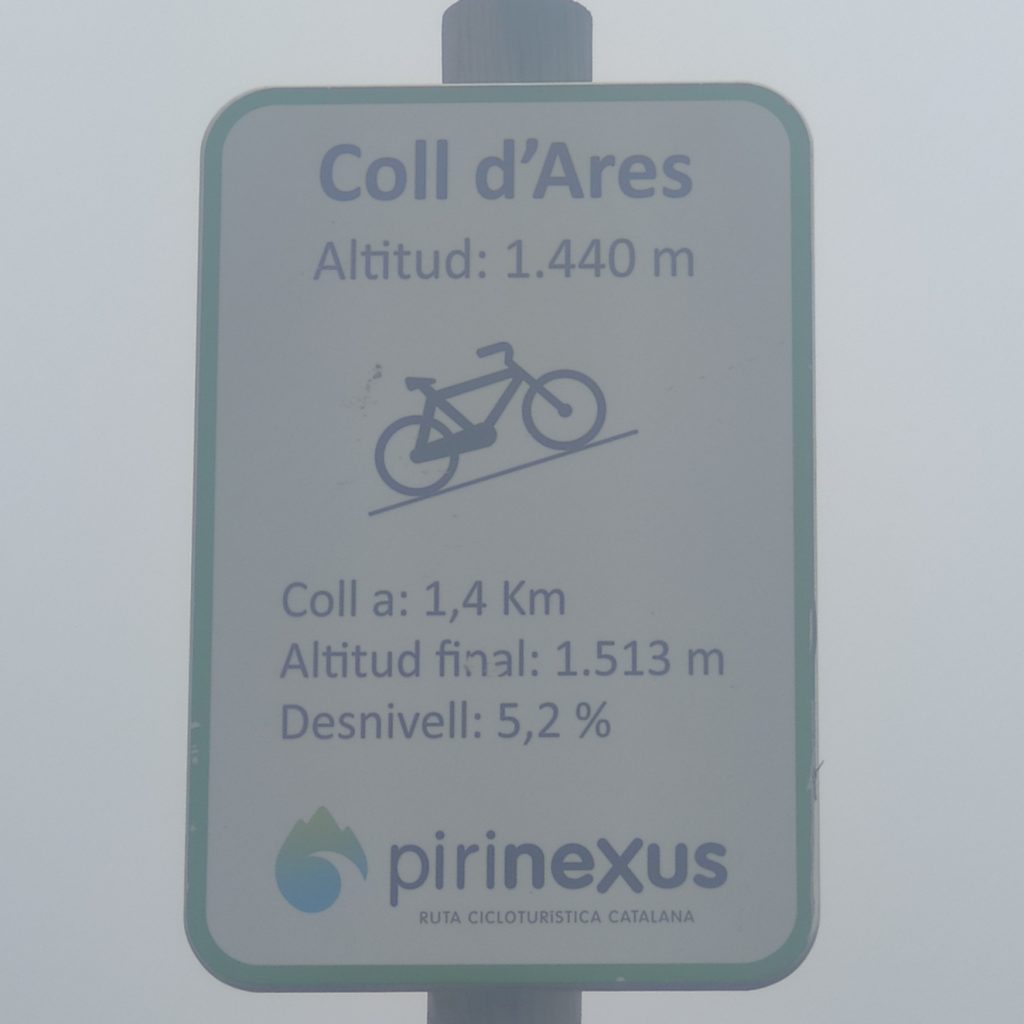 Coll d'Ares
Altitud: 1.440 m
Coll a: 1,4 Km
Altitud final: 1.513 m
Desnivell: 5,2 %
pirinexus
RUTA CICLOTURÍSTICA CATALANA